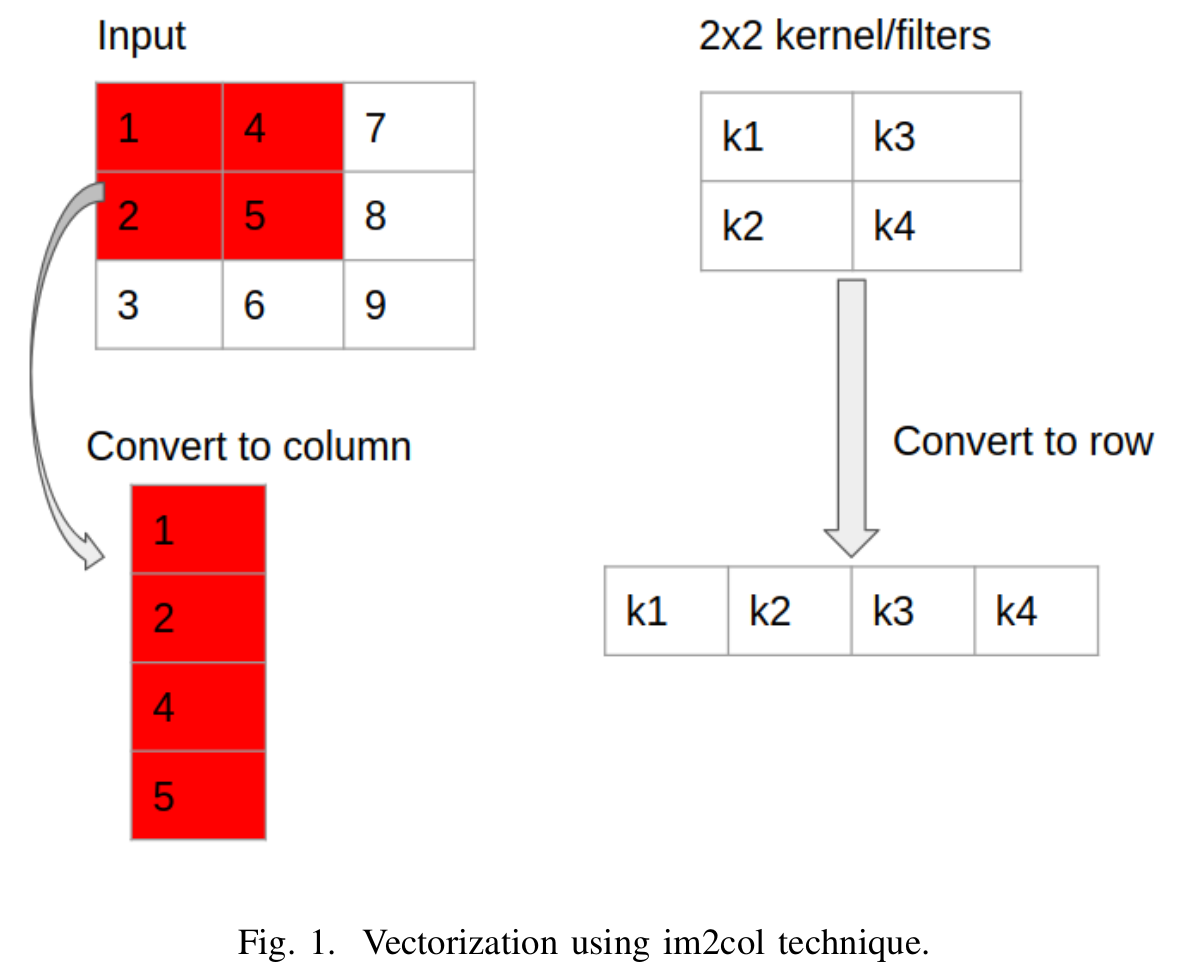 Input
1 4 7
2 5 8
3 6 9
2x2 kernel/filters
k1 k3
k2 k4
Convert to column
1
2
4
5
Convert to row
k1 k2 k3 k4
Fig. 1. Vectorization using im2col technique.